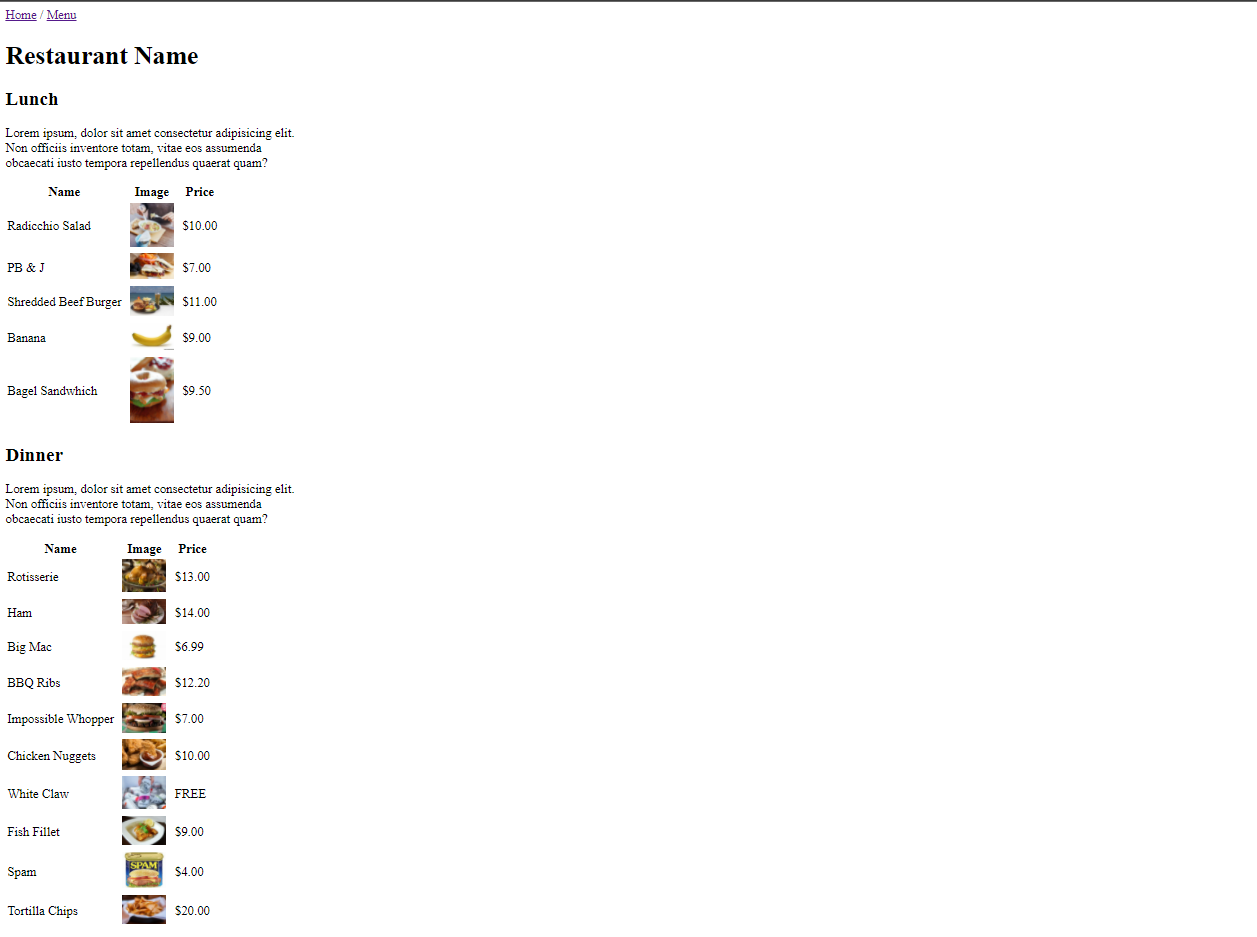 Home / Menu
Restaurant Name
Lunch
Lorem ipsum, dolor sit amet consectetur adipisicing elit.
Non officiis inventore totam, vitae eos assumenda
obcaecati iusto tempora repellendus quaerat quam?
Name Image Price
Radicchio Salad $10.00
PB & J $7.00
Shredded Beef Burger $11.00
Banana $9.00
Bagel Sandwhich $9.50
Dinner
Lorem ipsum, dolor sit amet consectetur adipisicing elit.
Non officiis inventore totam, vitae eos assumenda
obcaecati iusto tempora repellendus quaerat quam?
Name Image Price
Rotisserie $13.00
Ham $14.00
Big Mac $6.99
BBQ Ribs $12.20
Impossible Whopper $7.00
Chicken Nuggets $10.00
White Claw FREE
Fish Fillet $9.00
SPAM
Spam $4.00
Tortilla Chips $20.00